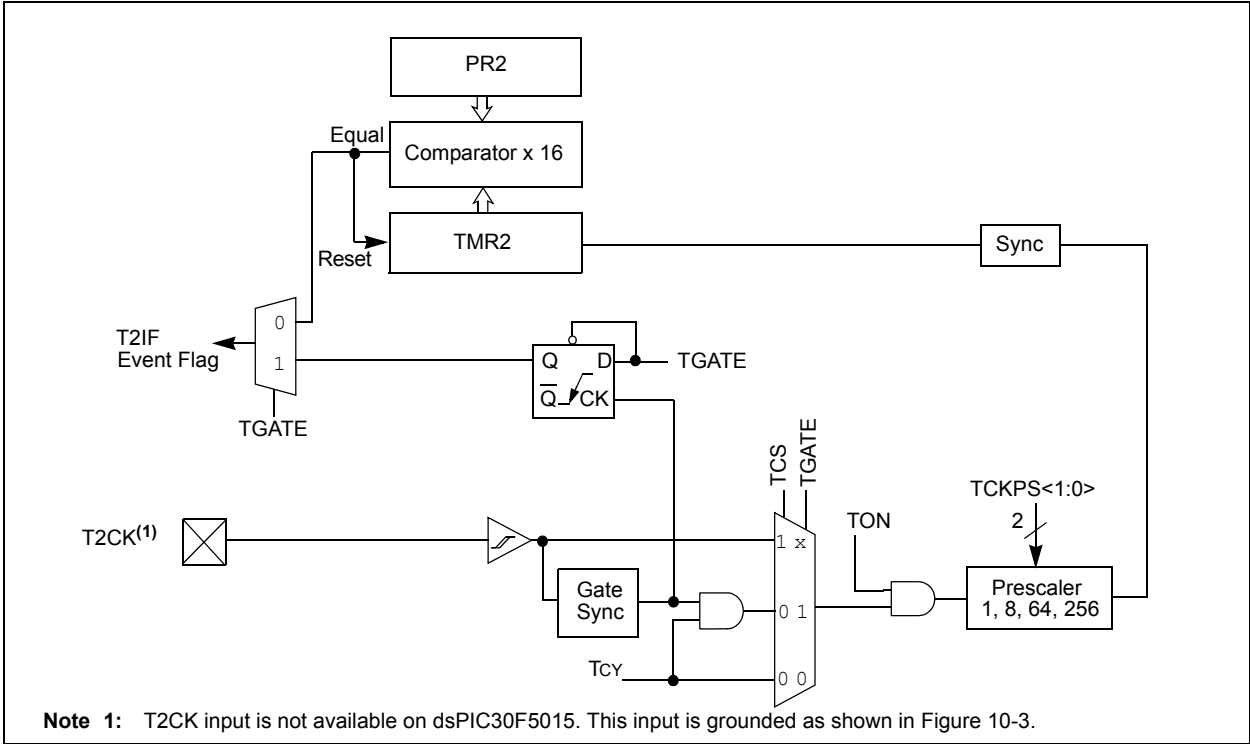 PR2
Equal
Comparator x 16
TMR2
Reset
Sync
T2IF
Event Flag
0
1
TGATE
Q
D
TGATE
Q
CK
TCS
TGATE
TCKPS<1:0>
2
TON
T2CK(1)
1 x
Gate
Sync
0 1
Prescaler
1, 8, 64, 256
TCY
0 0
Note 1: T2CK input is not available on dsPIC30F5015. This input is grounded as shown in Figure 10-3.